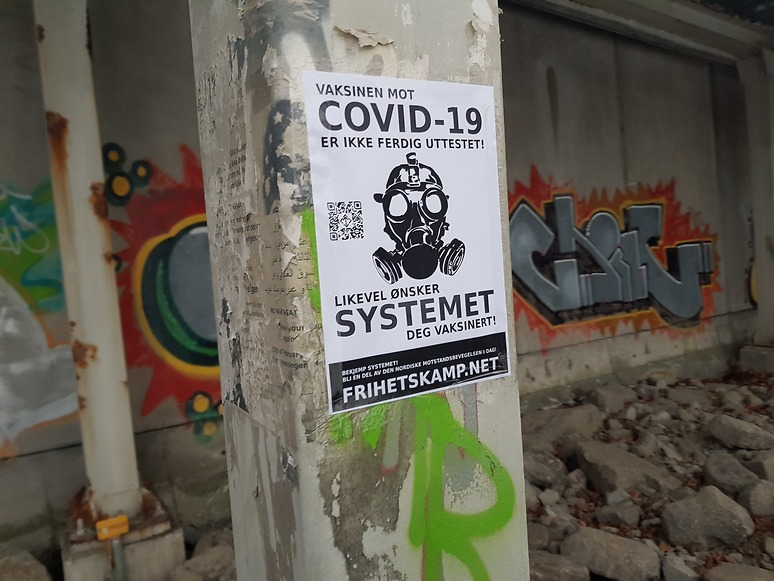 VAKSINEN MOT
COVID-19
ER IKKE FERDIG UTTESTET!
LIKEVEL ØNSKER
SYSTEMET
DEG VAKSINERT!
BEKJEMP SYSTEMET!
BLI EN DEL AV DEN NORDISKE MOTSTANDSBEVEGELSEN I DAG!
FRIHETSKAMP.NET
R